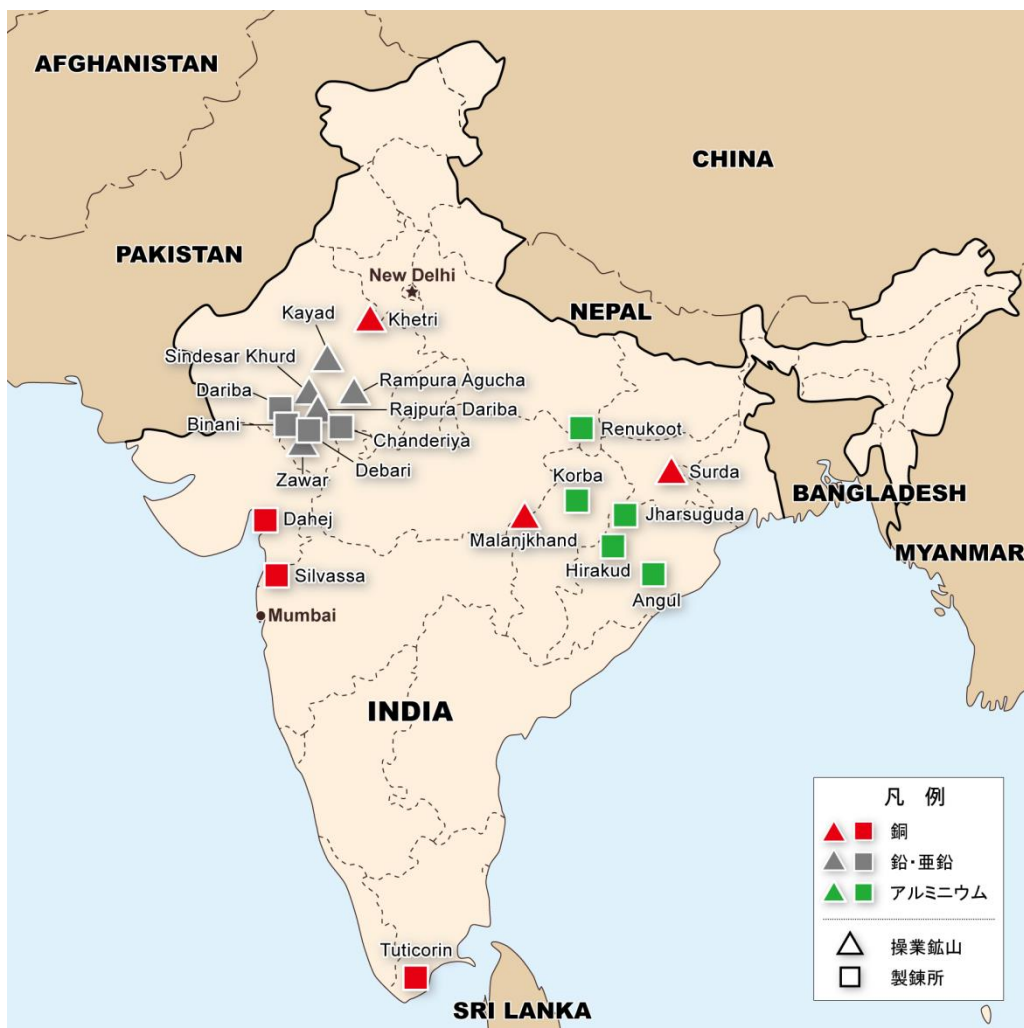 AFGHANISTAN
CHINA
PAKISTAN
New Delhi
NEPAL
Kayad
Khetri
Sindesar Khurd
Rampura Agucha
Dariba
Rajpura Dariba
Binani
Chanderiya
Renukoot
Debari
Zawar
Korba
Surda
BANGLADESH
Dahej
Jharsuguda
Malanjkhand
MYANMAR
Hirakud
Silvassa
Angul
Mumbai
INDIA
凡 例
銅
鉛・亜鉛
アルミニウム
操業鉱山
製錬所
Tuticorin
SRI LANKA